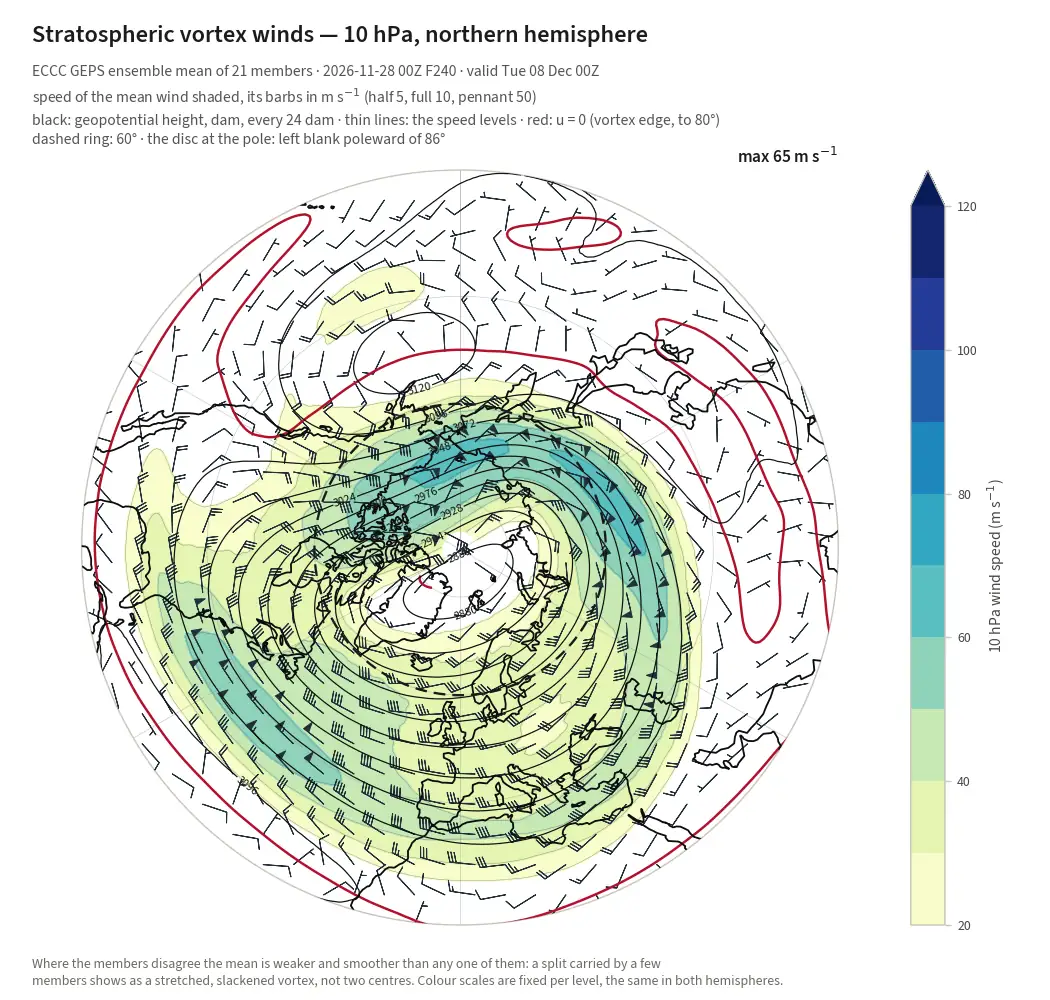 Stratospheric vortex winds — 10 hPa, northern hemisphere
ECCC GEPS ensemble mean of 21 members · 2026-11-28 00Z F240 · valid Tue 08 Dec 00Z
speed of the mean wind shaded, its barbs in m s⁻¹ (half 5, full 10, pennant 50)
black: geopotential height, dam, every 24 dam · thin lines: the speed levels · red: u = 0 (vortex edge, to 80°)
dashed ring: 60° · the disc at the pole: left blank poleward of 86°
max 65 m s⁻¹
120
100
80
60
40
20
10 hPa wind speed (m s⁻¹)
3120
3072
3048
3024
2976
2928
2880
3096
Where the members disagree the mean is weaker and smoother than any one of them: a split carried by a few
members shows as a stretched, slackened vortex, not two centres. Colour scales are fixed per level, the same in both hemispheres.